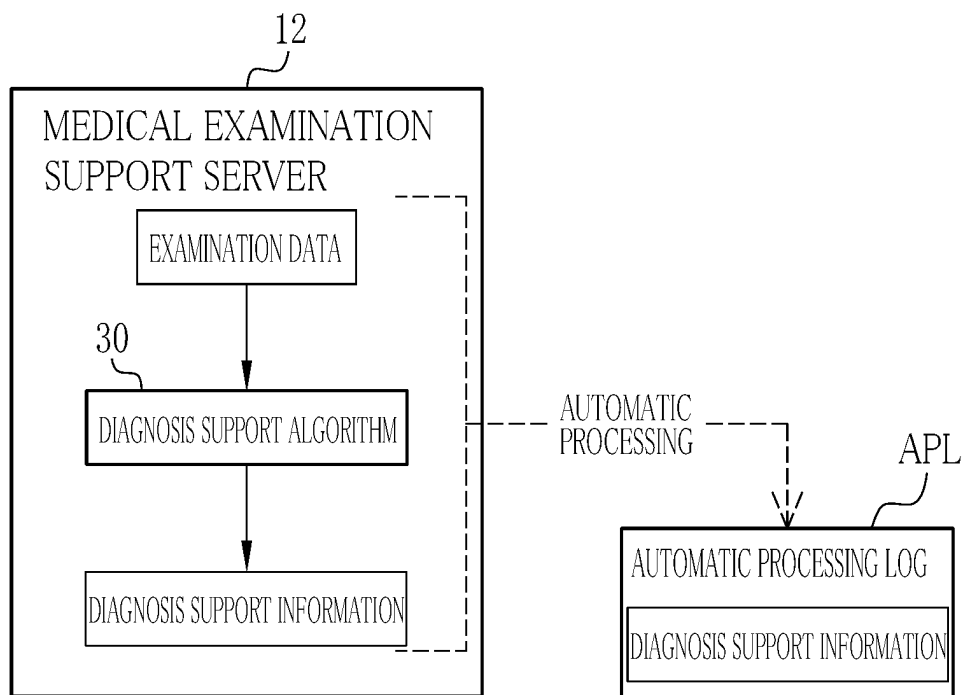 12
MEDICAL EXAMINATION
SUPPORT SERVER
EXAMINATION DATA
30
DIAGNOSIS SUPPORT ALGORITHM
DIAGNOSIS SUPPORT INFORMATION
AUTOMATIC
PROCESSING
APL
AUTOMATIC PROCESSING LOG
DIAGNOSIS SUPPORT INFORMATION